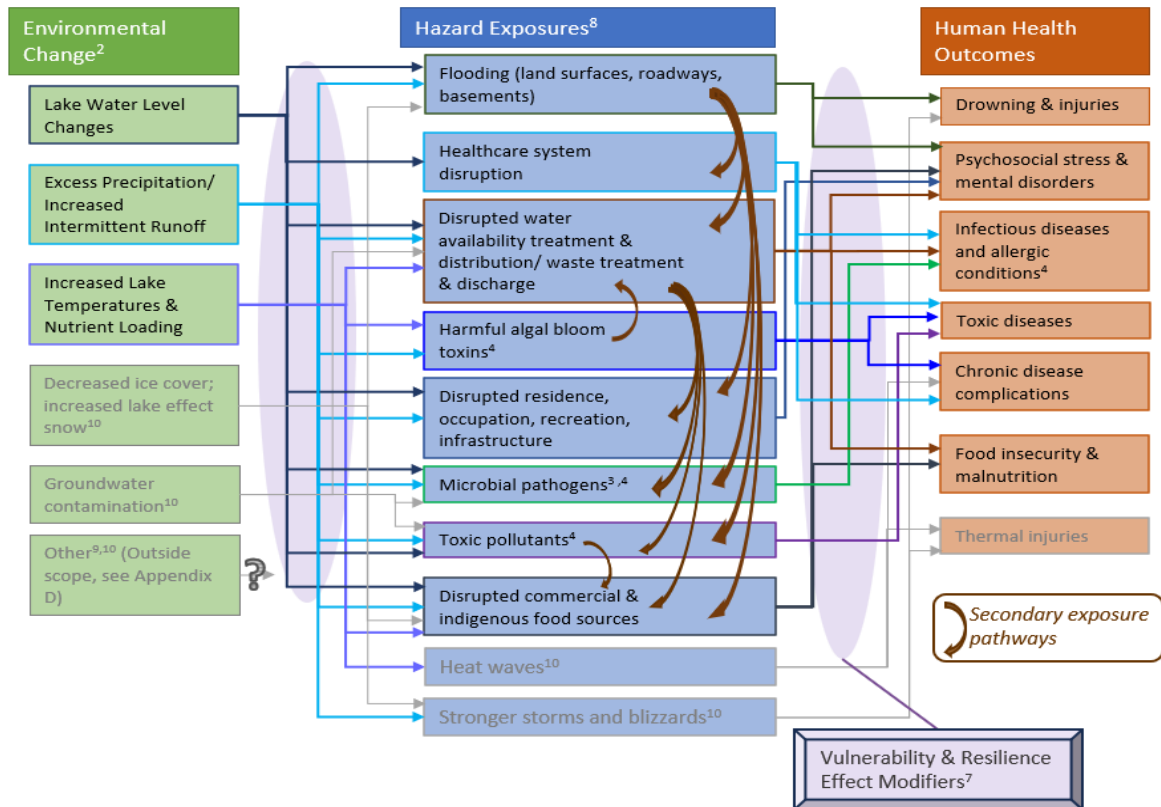 Environmental
Change²
Lake Water Level
Changes
Excess Precipitation/
Increased
Intermittent Runoff
Increased Lake
Temperatures &
Nutrient Loading
Decreased ice cover;
increased lake effect
snow¹⁰
Groundwater
contamination¹⁰
Other⁹,¹⁰ (Outside
scope, see Appendix
D)
?
Hazard Exposures⁸
Flooding (land surfaces, roadways,
basements)
Healthcare system
disruption
Disrupted water
availability treatment &
distribution/ waste treatment
& discharge
Harmful algal bloom
toxins⁴
Disrupted residence,
occupation, recreation,
infrastructure
Microbial pathogens³,⁴
Toxic pollutants⁴
Disrupted commercial &
indigenous food sources
Heat waves¹⁰
Stronger storms and blizzards¹⁰
Human Health
Outcomes
Drowning & injuries
Psychosocial stress &
mental disorders
Infectious diseases
and allergic
conditions⁴
Toxic diseases
Chronic disease
complications
Food insecurity &
malnutrition
Thermal injuries
Secondary exposure
pathways
Vulnerability & Resilience
Effect Modifiers⁷